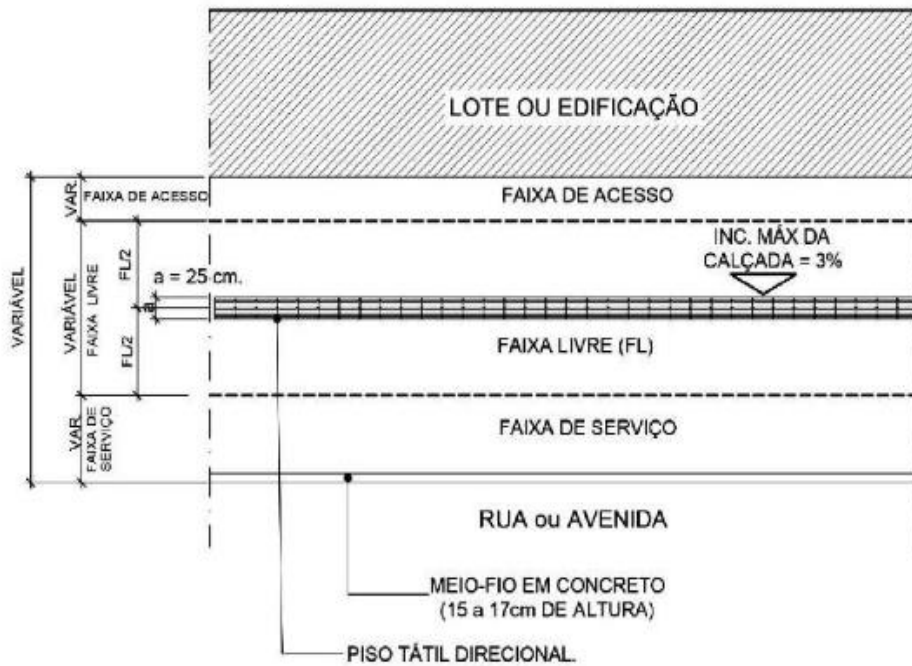 LOTE OU EDIFICAÇÃO
VARIÁVEL
VAR.
FAIXA DE ACESSO
FAIXA DE ACESSO
VARIÁVEL
FAIXA LIVRE
FL/2
FL/2
a = 25 cm.
a
INC. MÁX DA
CALÇADA = 3%
FAIXA LIVRE (FL)
VAR
FAIXA DE
SERVIÇO
FAIXA DE SERVIÇO
RUA ou AVENIDA
MEIO-FIO EM CONCRETO
(15 a 17cm DE ALTURA)
PISO TÁTIL DIRECIONAL.